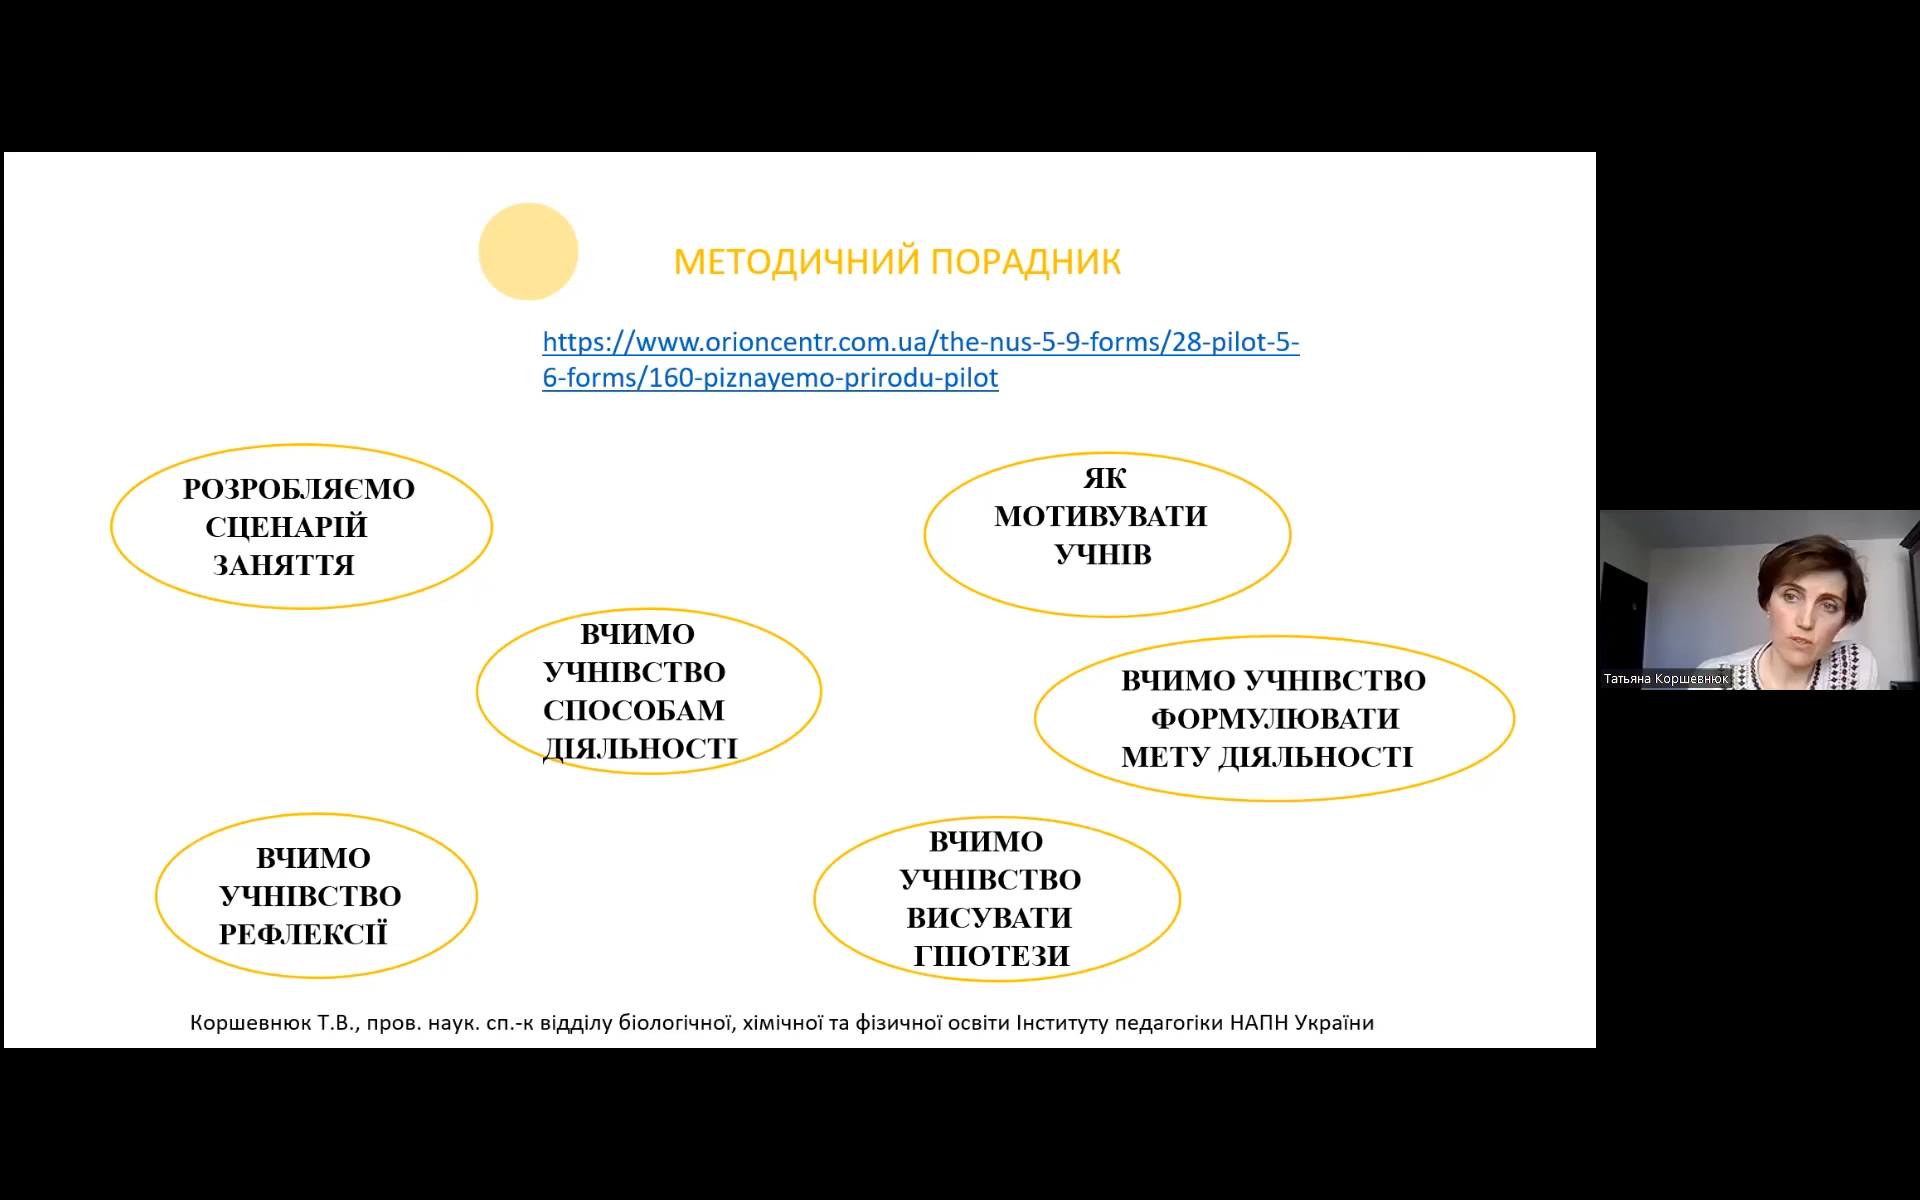 МЕТОДИЧНИЙ ПОРАДНИК
https://www.orioncentr.com.ua/the-nus-5-9-forms/28-pilot-5-
6-forms/160-piznayemo-prirodu-pilot
РОЗРОБЛЯЄМО
СЦЕНАРІЙ
ЗАНЯТТЯ
ЯК
МОТИВУВАТИ
УЧНІВ
ВЧИМО
УЧНІВСТВО
СПОСОБАМ
ДІЯЛЬНОСТІ
ВЧИМО УЧНІВСТВО
ФОРМУЛЮВАТИ
МЕТУ ДІЯЛЬНОСТІ
ВЧИМО
УЧНІВСТВО
РЕФЛЕКСІЇ
ВЧИМО
УЧНІВСТВО
ВИСУВАТИ
ГІПОТЕЗИ
Коршевнюк Т.В., пров. наук. сп.-к відділу біологічної, хімічної та фізичної освіти Інституту педагогіки НАПН України
Татьяна Коршевнюк